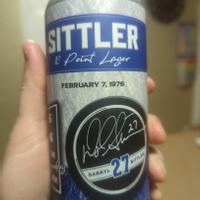 SITTLER
10 Point Lager
FEBRUARY 7, 1976
27
DARRYL 27 SITTLER